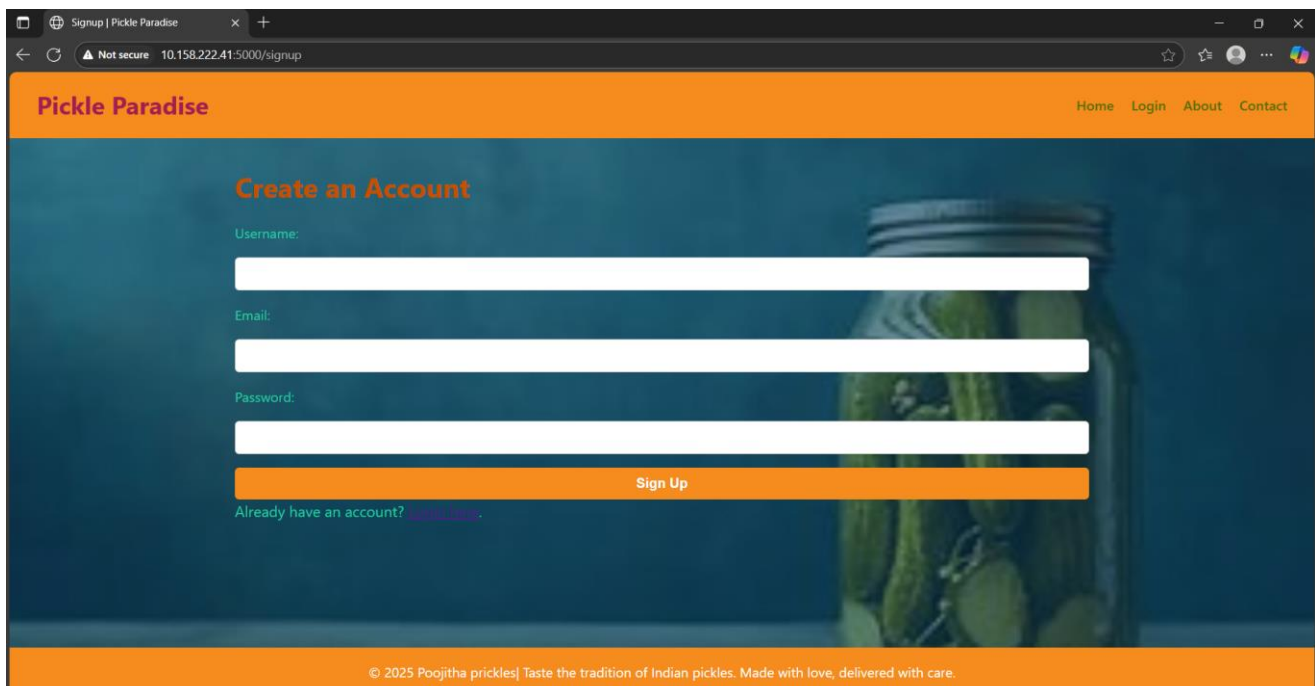 Signup | Pickle Paradise
Not secure 10.158.222.41:5000/signup
Pickle Paradise
Home Login About Contact
Create an Account
Username:
Email:
Password:
Sign Up
Already have an account? .
© 2025 Poojitha prickles| Taste the tradition of Indian pickles. Made with love, delivered with care.